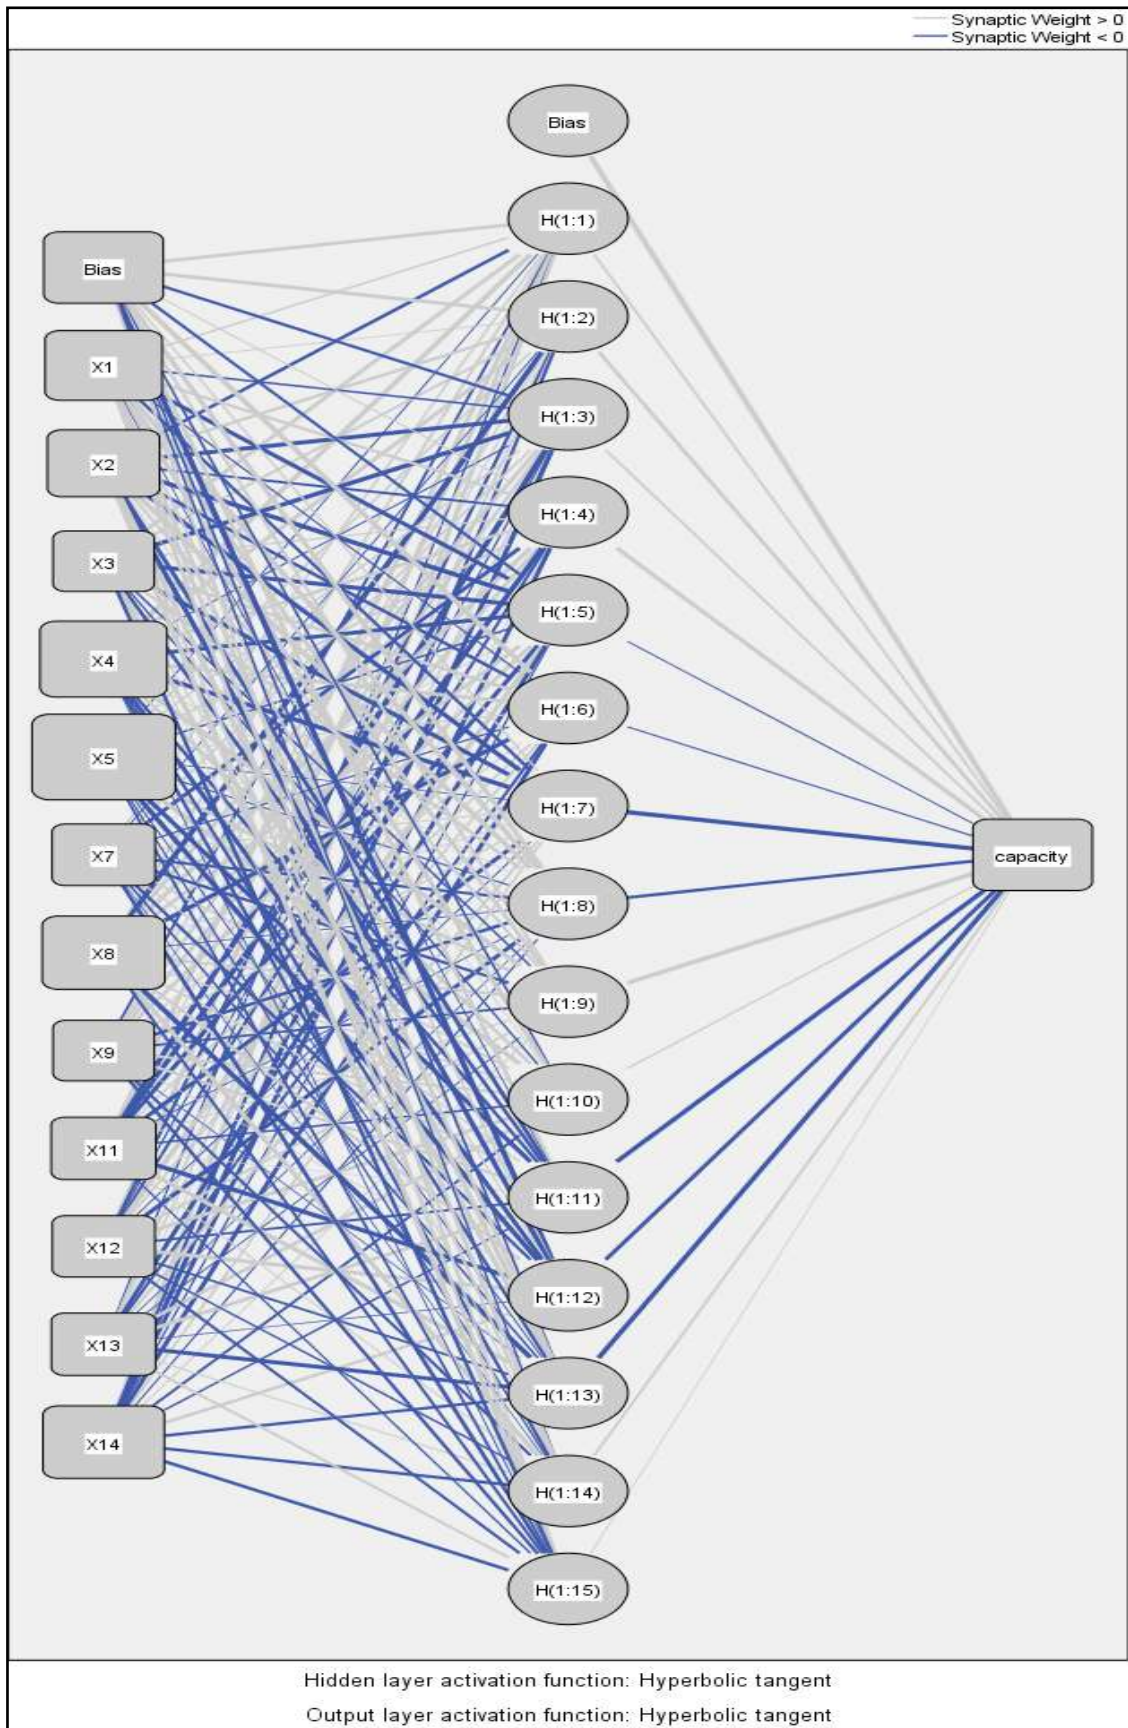 Synaptic Weight > 0
Synaptic Weight < 0
Bias
H(1:1)
Bias
H(1:2)
X1
H(1:3)
X2
H(1:4)
X3
H(1:5)
X4
H(1:6)
X5
H(1:7)
X7
capacity
H(1:8)
X8
H(1:9)
X9
H(1:10)
X11
H(1:11)
X12
H(1:12)
X13
H(1:13)
X14
H(1:14)
H(1:15)
Hidden layer activation function: Hyperbolic tangent
Output layer activation function: Hyperbolic tangent